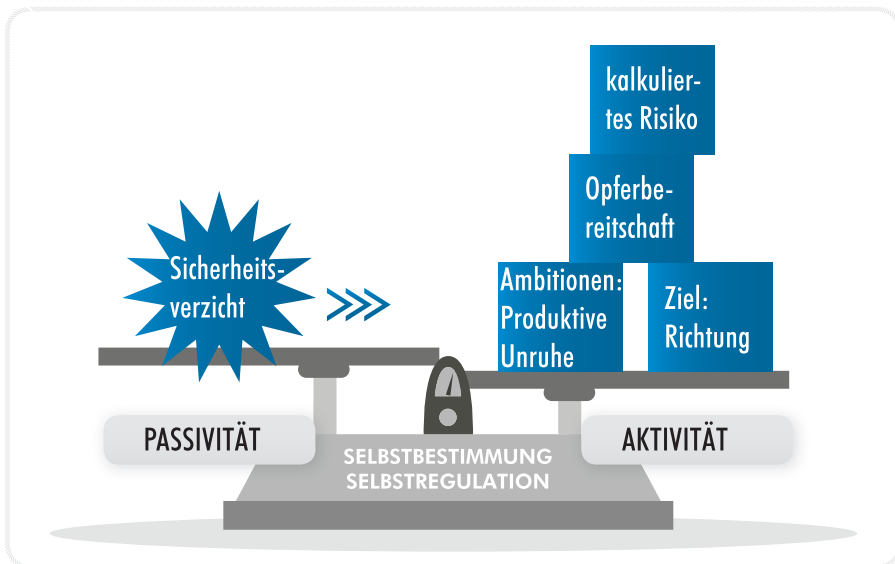 kalkulier-
tes Risiko
Opferbe-
reitschaft
Sicherheits-
verzicht
Ambitionen:
Produktive
Unruhe
Ziel:
Richtung
PASSIVITÄT
AKTIVITÄT
SELBSTBESTIMMUNG
SELBSTREGULATION